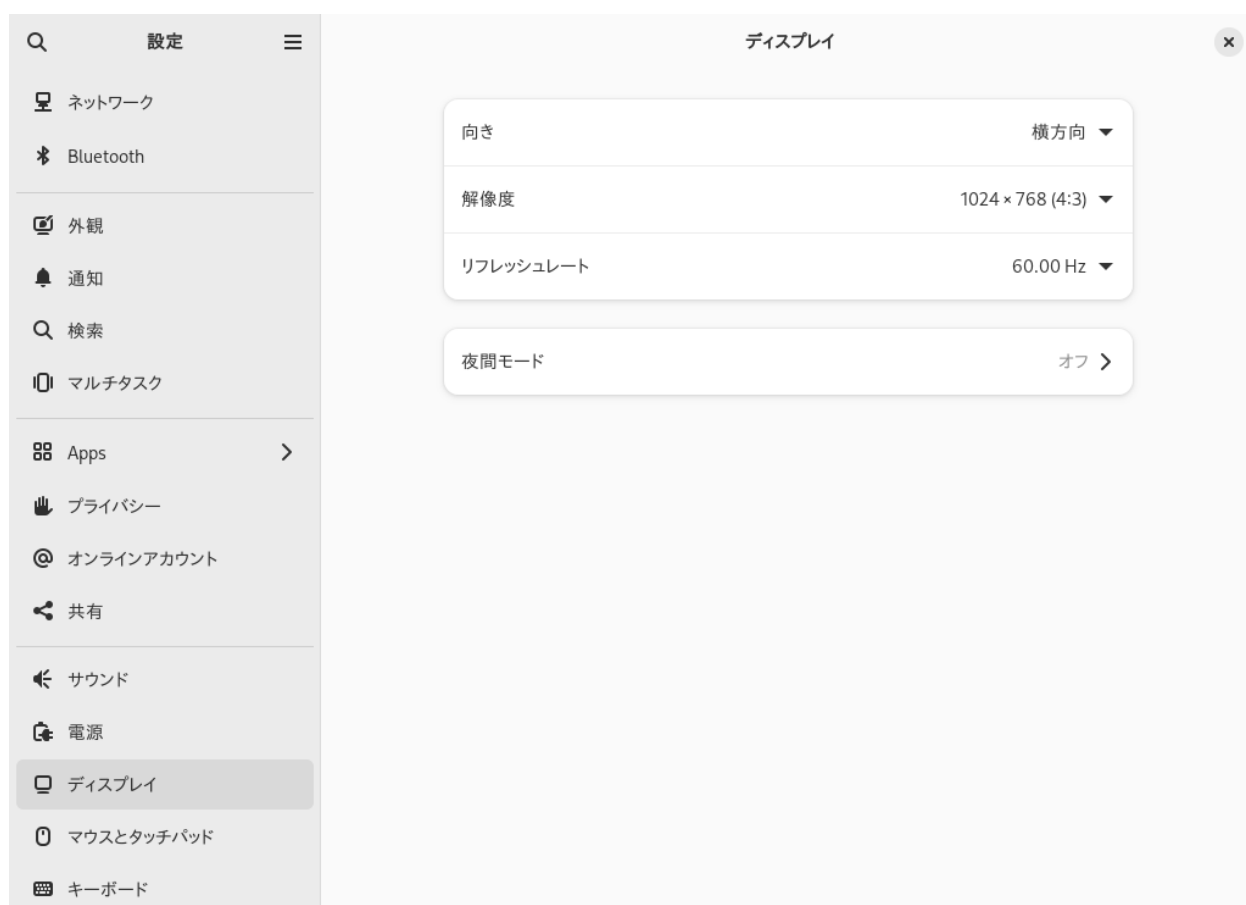 設定
ネットワーク
Bluetooth
外観
通知
検索
マルチタスク
Apps
プライバシー
オンラインアカウント
共有
サウンド
電源
ディスプレイ
マウスとタッチパッド
キーボード
ディスプレイ
向き 横方向
解像度 1024 × 768 (4:3)
リフレッシュレート 60.00 Hz
夜間モード オフ